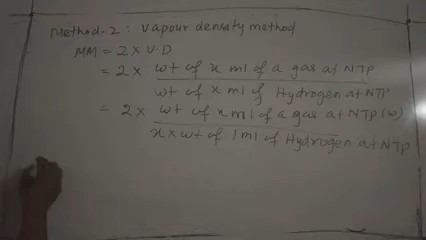 Method-2: Vapour density method
MM = 2 x V.D
= 2 x wt of x ml of a gas at NTP
wt of x ml of Hydrogen at NTP
= 2 x wt of x ml of a gas at NTP (w)
x x wt of 1 ml of Hydrogen at NTP